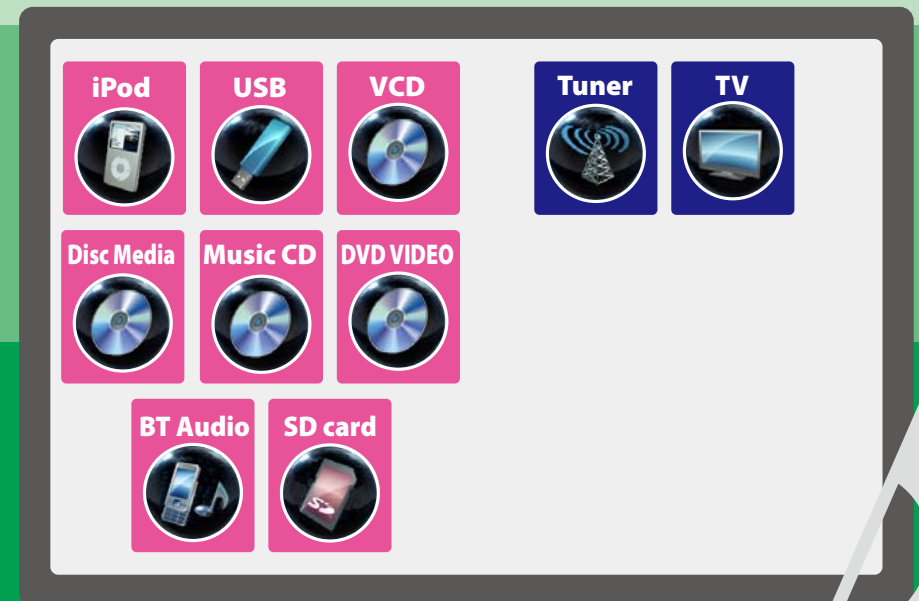 iPod
USB
VCD
Tuner
TV
Disc Media
Music CD
DVD VIDEO
BT Audio
SD card